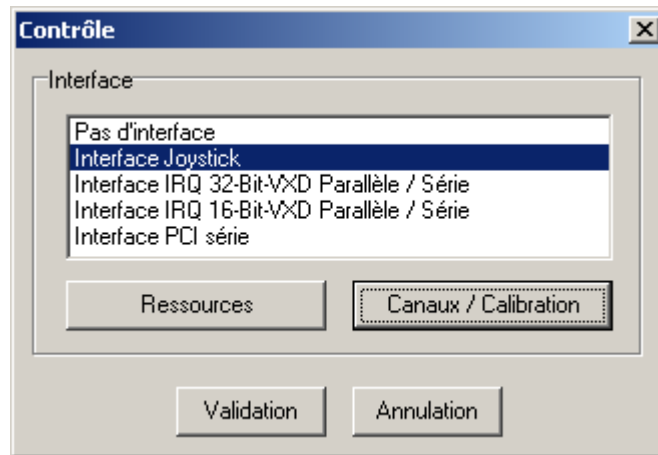 Contrôle
Interface
Pas d'interface
Interface Joystick
Interface IRQ 32-Bit-VXD Parallèle / Série
Interface IRQ 16-Bit-VXD Parallèle / Série
Interface PCI série
Ressources
Canaux / Calibration
Validation
Annulation